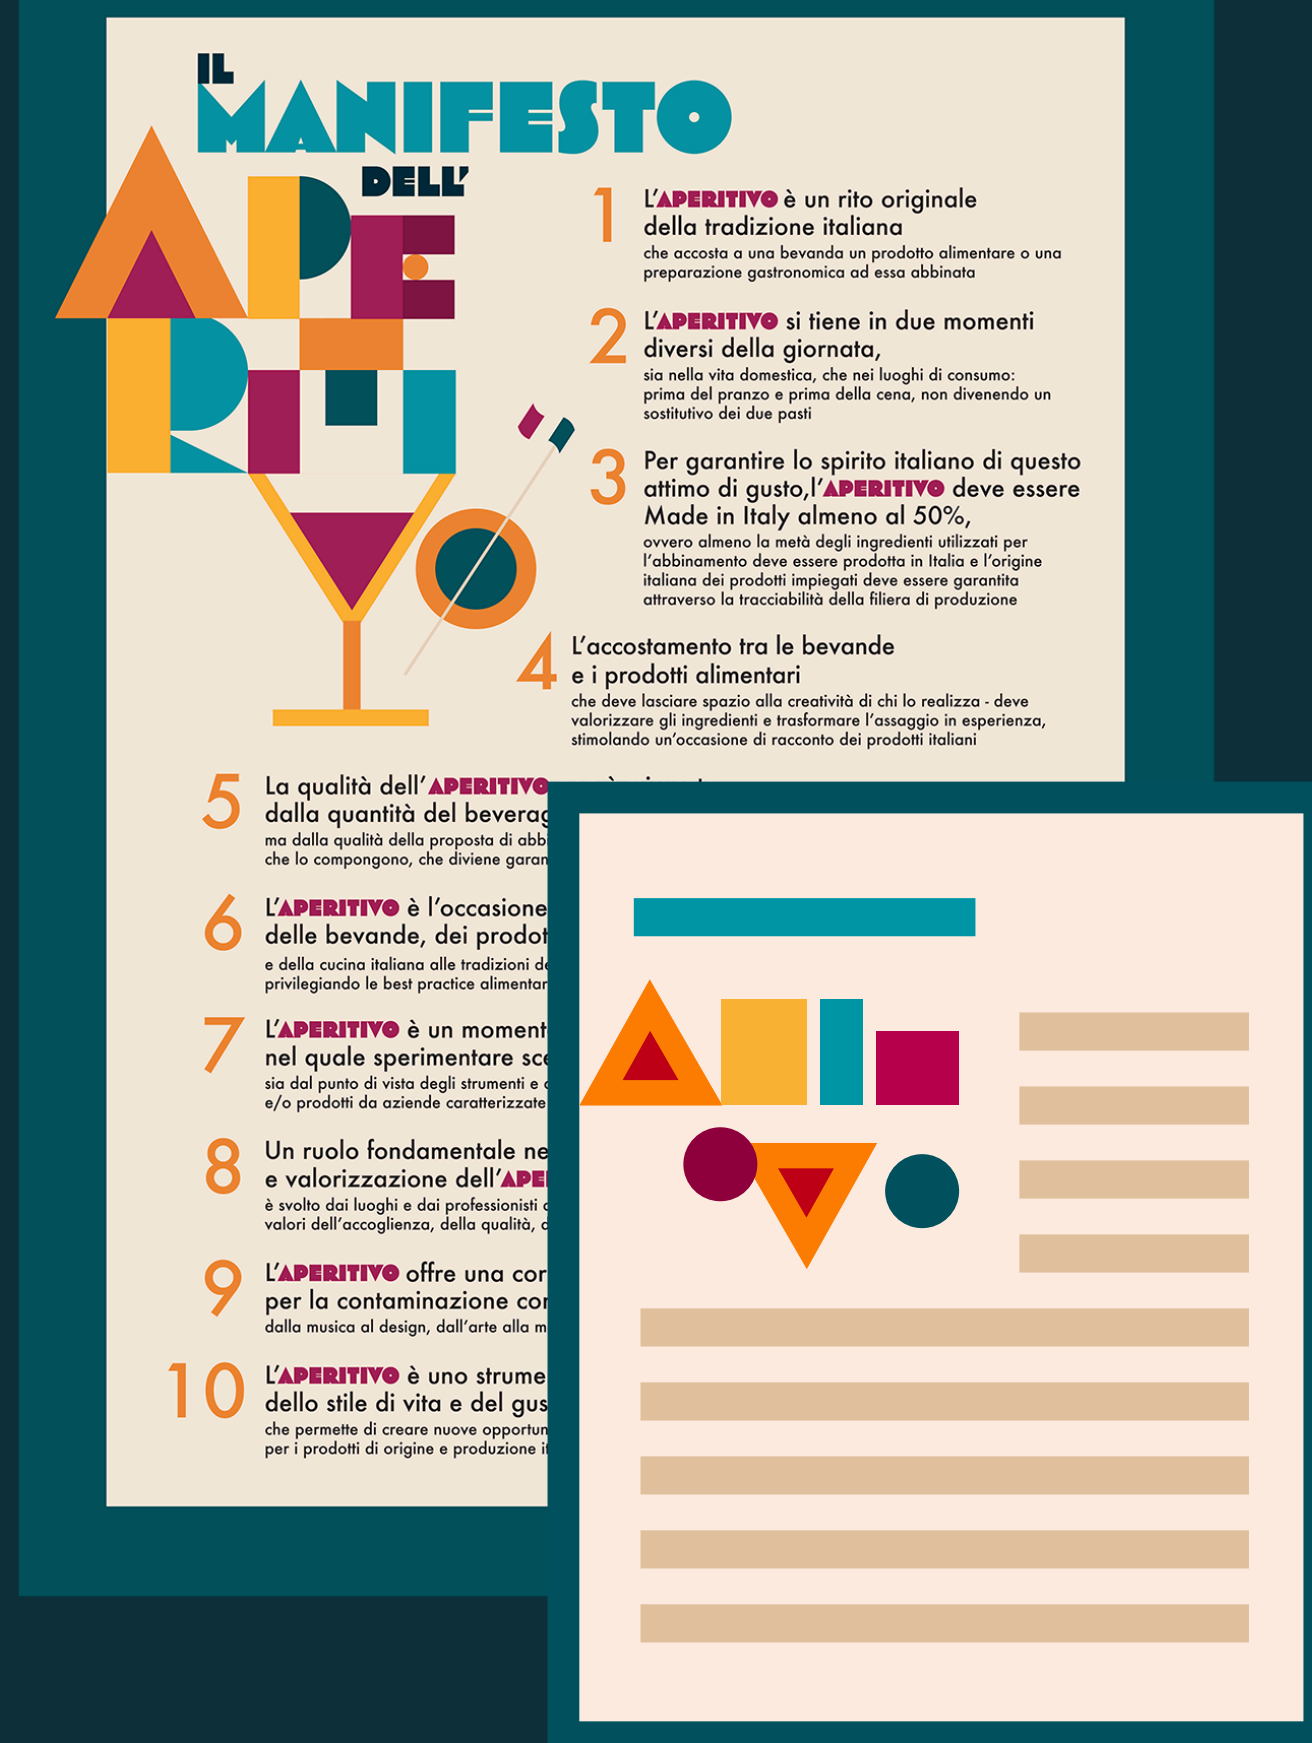 IL
MANIFESTO
DELL'
APERITIVO
1
L'APERITIVO è un rito originale
della tradizione italiana
che accosta a una bevanda un prodotto alimentare o una
preparazione gastronomica ad essa abbinata
2
L'APERITIVO si tiene in due momenti
diversi della giornata,
sia nella vita domestica, che nei luoghi di consumo:
prima del pranzo e prima della cena, non divenendo un
sostitutivo dei due pasti
3
Per garantire lo spirito italiano di questo
attimo di gusto,l'APERITIVO deve essere
Made in Italy almeno al 50%,
ovvero almeno la metà degli ingredienti utilizzati per
l'abbinamento deve essere prodotta in Italia e l'origine
italiana dei prodotti impiegati deve essere garantita
attraverso la tracciabilità della filiera di produzione
4
L'accostamento tra le bevande
e i prodotti alimentari
che deve lasciare spazio alla creatività di chi lo realizza - deve
valorizzare gli ingredienti e trasformare l'assaggio in esperienza,
stimolando un'occasione di racconto dei prodotti italiani
5
La qualità dell'APERITIVO
dalla quantità del
ma dalla qualità della proposta di
che lo compongono, che diviene
6
L'APERITIVO è l'occasione
delle bevande, dei
e della cucina italiana alle tradizioni
privilegiando le best practice
7
L'APERITIVO è un
nel quale sperimentare
sia dal punto di vista degli strumenti e
e/o prodotti da aziende caratterizzate
8
Un ruolo fondamentale
e valorizzazione
è svolto dai luoghi e dai professionisti
valori dell'accoglienza, della qualità,
9
L'APERITIVO offre una
per la contaminazione
dalla musica al design, dall'arte alla
10
L'APERITIVO è uno
dello stile di vita e del
che permette di creare nuove
per i prodotti di origine e produzione